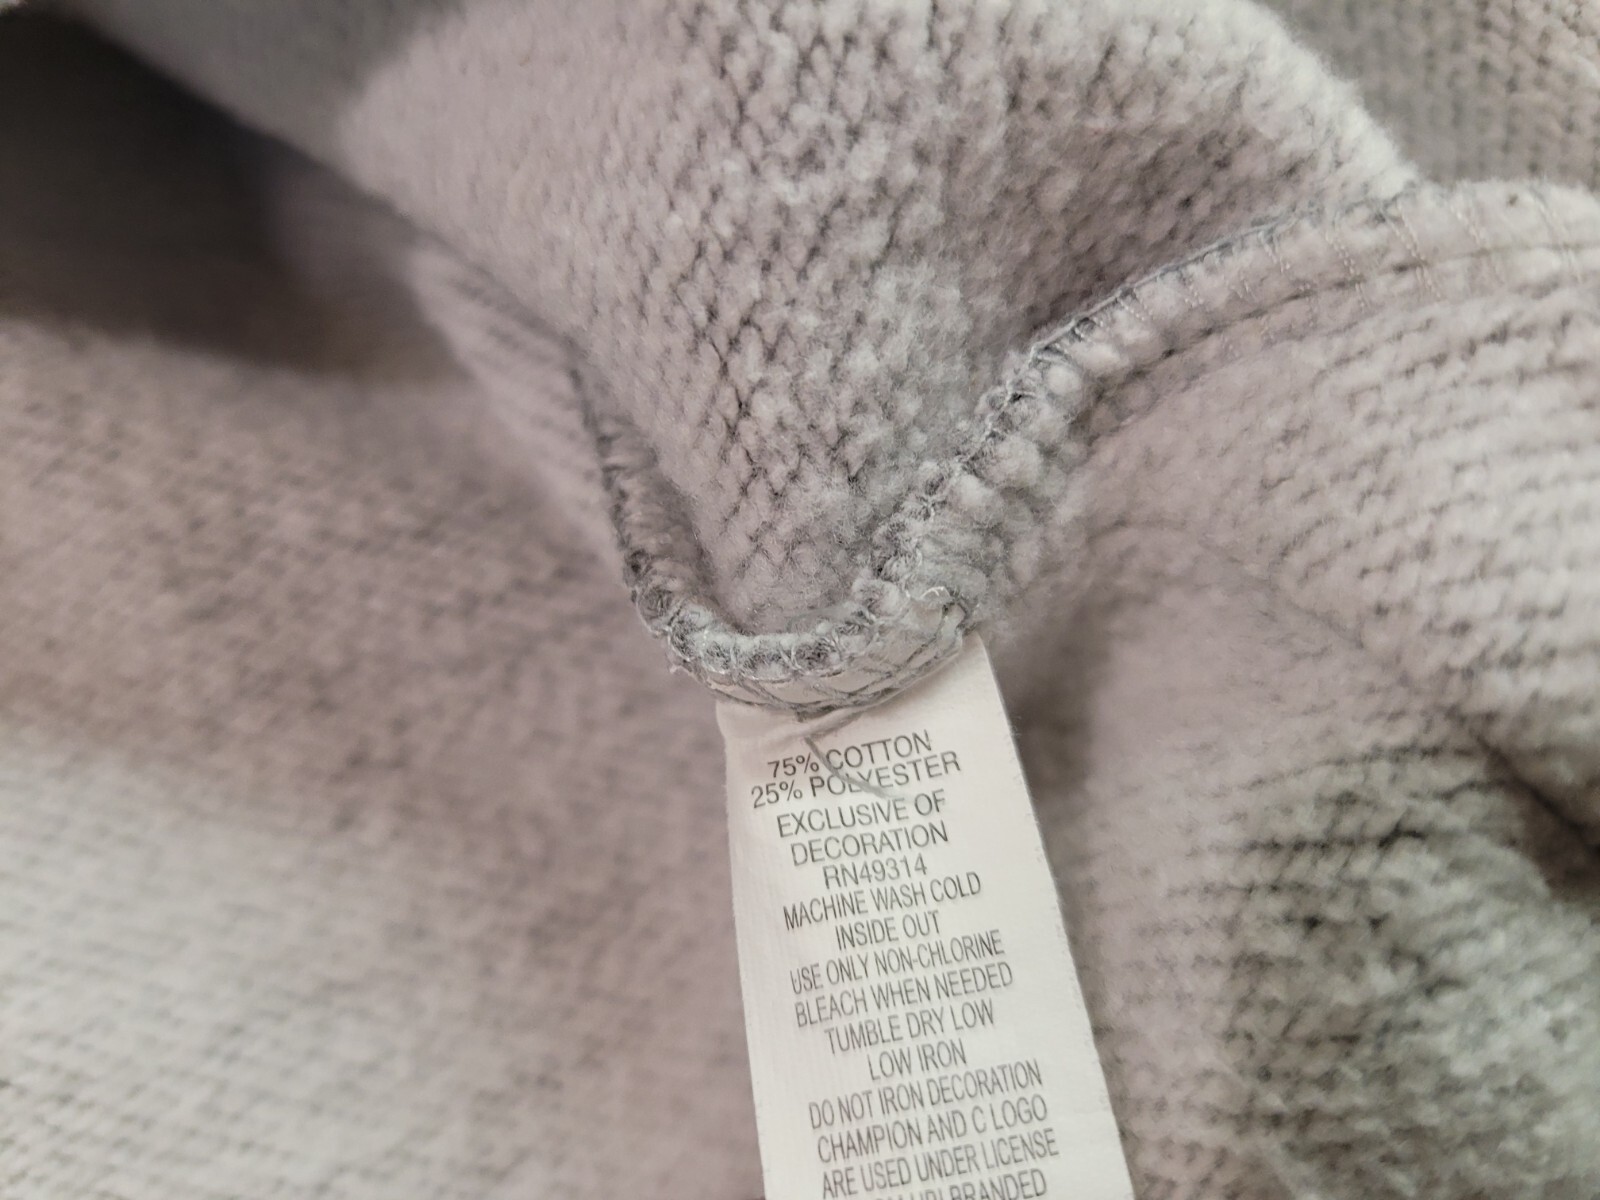 75% COTTON
25% POLYESTER
EXCLUSIVE OF
DECORATION
RN49314
MACHINE WASH COLD
INSIDE OUT
USE ONLY NON-CHLORINE
BLEACH WHEN NEEDED
TUMBLE DRY LOW
LOW IRON
DO NOT IRON DECORATION
CHAMPION AND C LOGO
ARE USED UNDER LICENSE
BRANDED